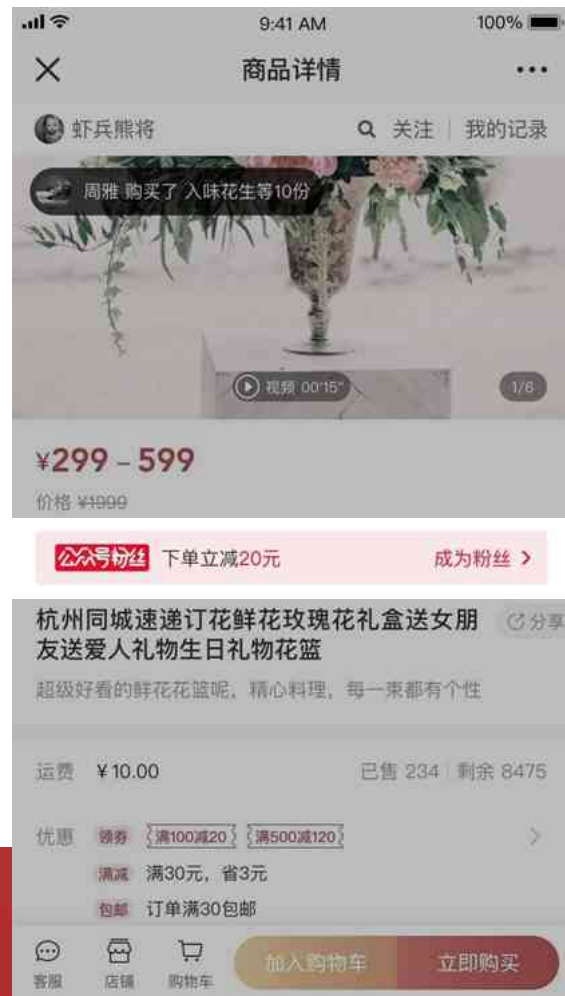 9:41 AM 100%
商品详情
虾兵熊将 关注 我的记录
周雅 购买了 入味花生等10份
视频 00'15" 1/6
¥299 – 599
价格 ¥1999
公众号粉丝 下单立减20元 成为粉丝
杭州同城速递订花鲜花玫瑰花礼盒送女朋 分享
友送爱人礼物生日礼物花篮
超级好看的鲜花花篮呢，精心料理，每一束都有个性
运费 ¥10.00 已售 234 剩余 8475
优惠 领券 满100减20 满500减120
满减 满30元，省3元
包邮 订单满30包邮
客服 店铺 购物车 加入购物车 立即购买